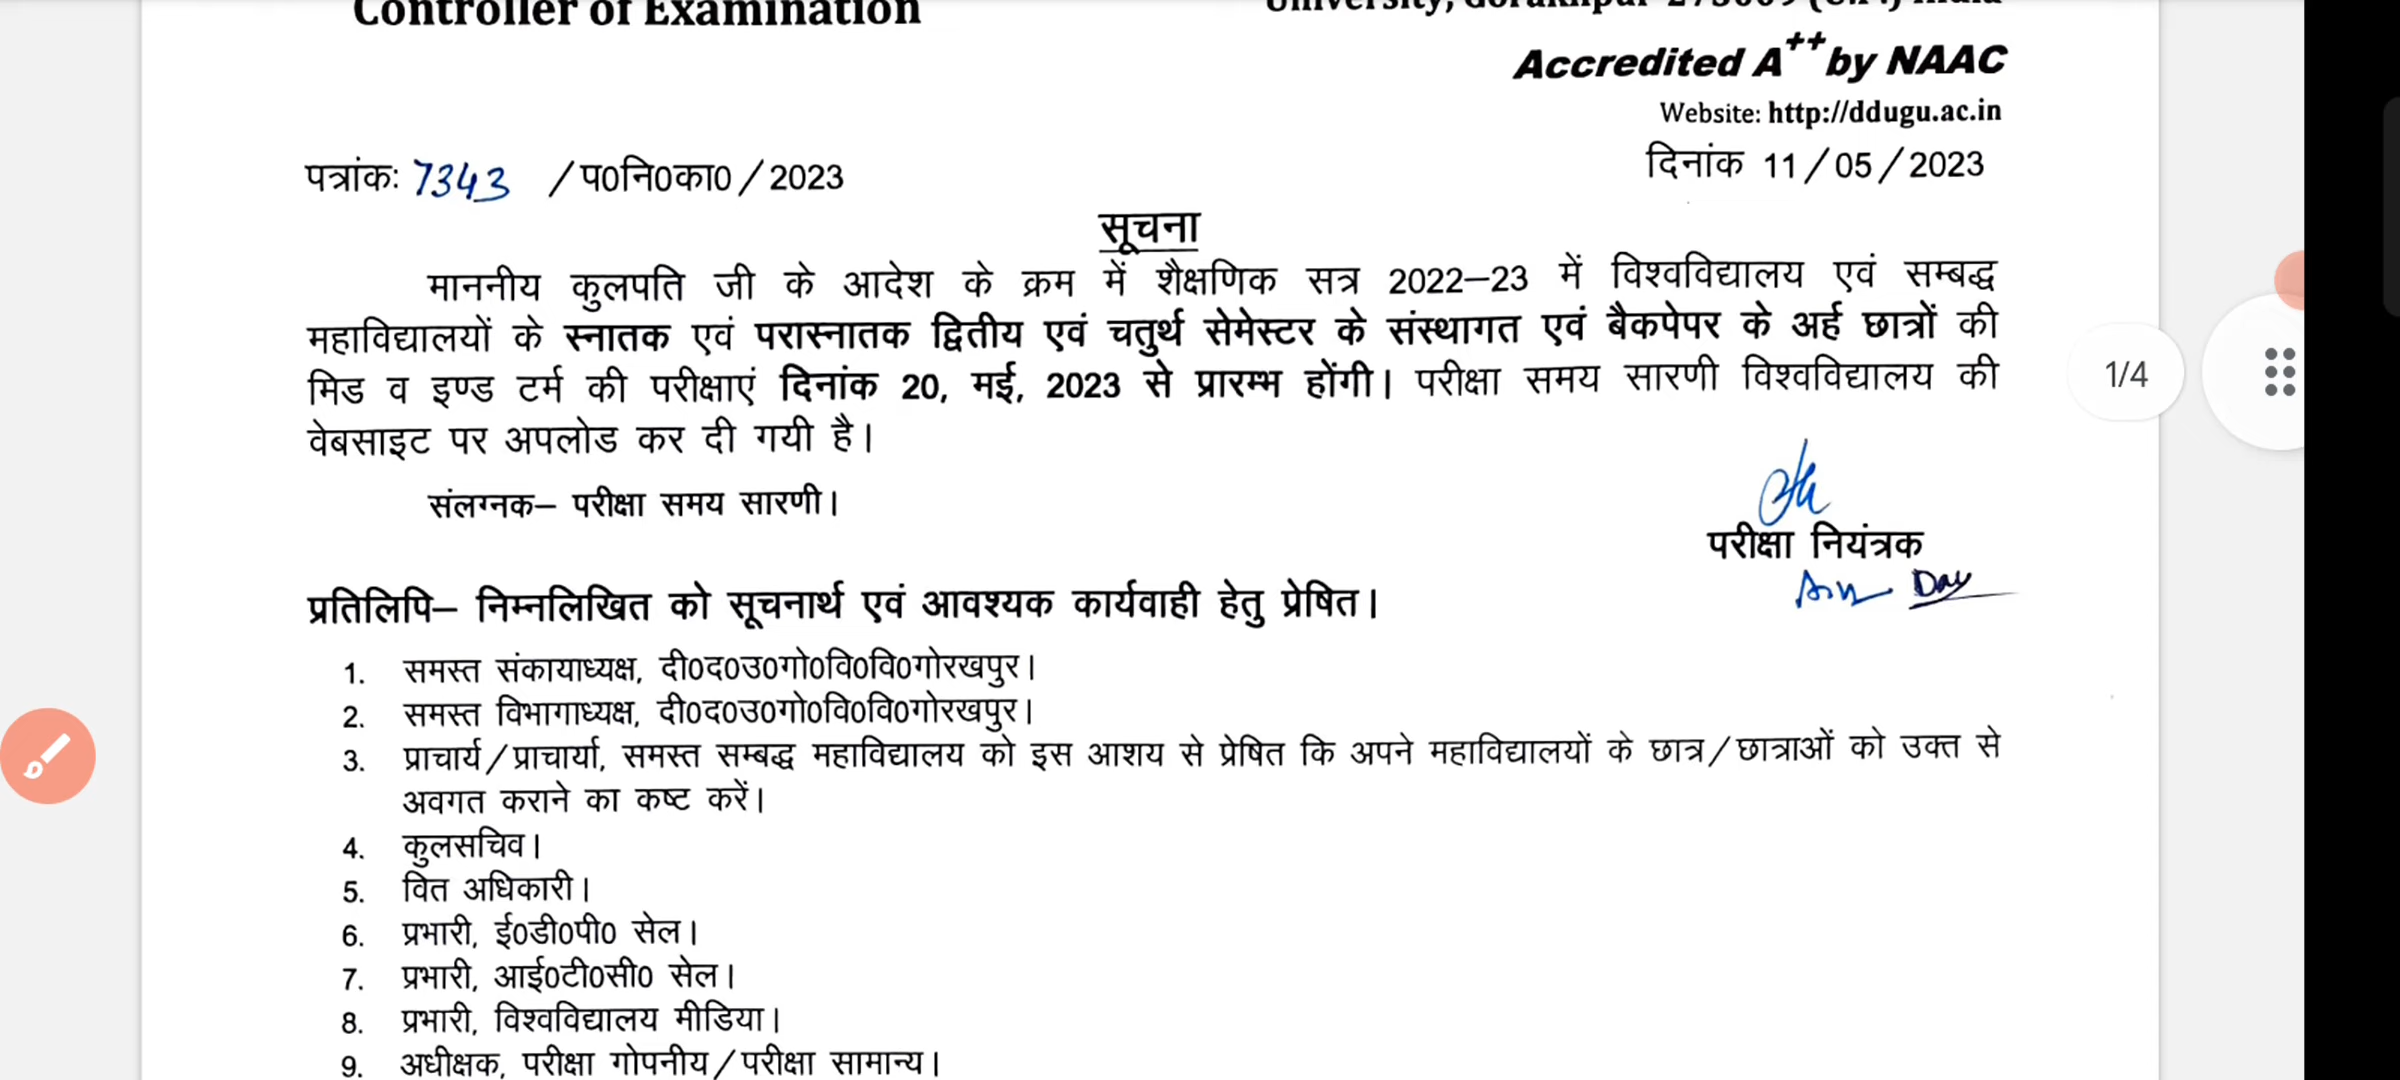 Controller of Examination
University, Gorakhpur-273009 (U.P.) India
Accredited A++ by NAAC
Website: http://ddugu.ac.in
पत्रांकः 7343 /प0नि0का0/2023
दिनांक 11/05/2023
सूचना
माननीय कुलपति जी के आदेश के क्रम में शैक्षणिक सत्र 2022–23 में विश्वविद्यालय एवं सम्बद्ध
महाविद्यालयों के स्नातक एवं परास्नातक द्वितीय एवं चतुर्थ सेमेस्टर के संस्थागत एवं बैकपेपर के अर्ह छात्रों की
मिड व इण्ड टर्म की परीक्षाएं दिनांक 20, मई, 2023 से प्रारम्भ होंगी। परीक्षा समय सारणी विश्वविद्यालय की
वेबसाइट पर अपलोड कर दी गयी है।
1/4
संलग्नक– परीक्षा समय सारणी।
परीक्षा नियंत्रक
प्रतिलिपि– निम्नलिखित को सूचनार्थ एवं आवश्यक कार्यवाही हेतु प्रेषित।
1. समस्त संकायाध्यक्ष, दी0द0उ0गो0वि0वि0गोरखपुर।
2. समस्त विभागाध्यक्ष, दी0द0उ0गो0वि0वि0गोरखपुर।
3. प्राचार्य/प्राचार्या, समस्त सम्बद्ध महाविद्यालय को इस आशय से प्रेषित कि अपने महाविद्यालयों के छात्र/छात्राओं को उक्त से
अवगत कराने का कष्ट करें।
4. कुलसचिव।
5. वित अधिकारी।
6. प्रभारी, ई0डी0पी0 सेल।
7. प्रभारी, आई0टी0सी0 सेल।
8. प्रभारी, विश्वविद्यालय मीडिया।
9. अधीक्षक, परीक्षा गोपनीय/परीक्षा सामान्य।